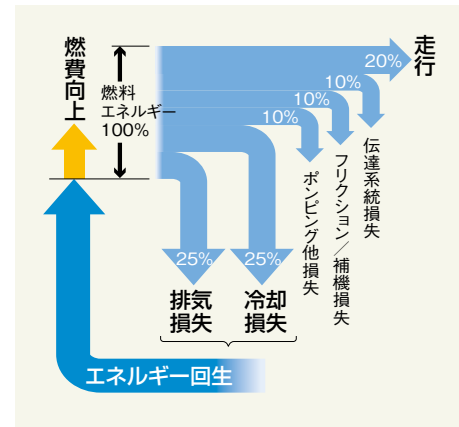 燃費向上
燃料
エネルギー
100%
走行
20%
10%
10%
10%
伝達系統損失
フリクション／補機損失
ポンピング他損失
25%
25%
排気
損失
冷却
損失
エネルギー回生